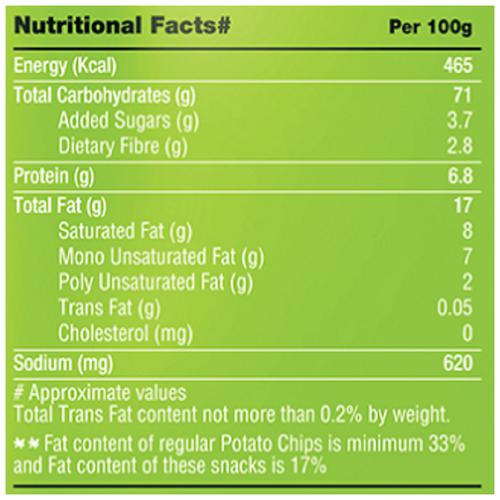 Nutritional Facts# Per 100g
Energy (Kcal) 465
Total Carbohydrates (g) 71
Added Sugars (g) 3.7
Dietary Fibre (g) 2.8
Protein (g) 6.8
Total Fat (g) 17
Saturated Fat (g) 8
Mono Unsaturated Fat (g) 7
Poly Unsaturated Fat (g) 2
Trans Fat (g) 0.05
Cholesterol (mg) 0
Sodium (mg) 620
# Approximate values
Total Trans Fat content not more than 0.2% by weight.
** Fat content of regular Potato Chips is minimum 33%
and Fat content of these snacks is 17%